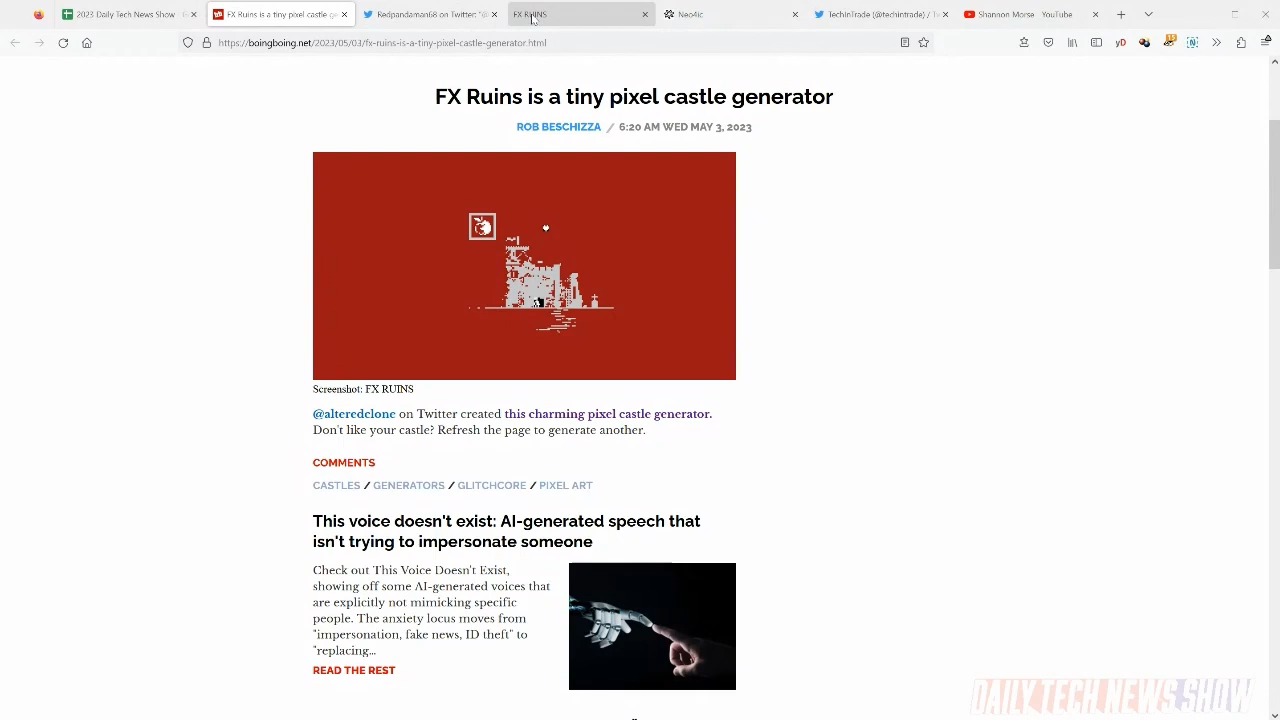 2023 Daily Tech News Show - E
FX Ruins is a tiny pixel castle ge
Redpandama68 on Twitter: "@
FX RUINS
Neo4ic
TechinTrade (@techintrade) / T
Shannon Morse - YouTube
https://boingboing.net/2023/05/03/fx-ruins-is-a-tiny-pixel-castle-generator.html
FX Ruins is a tiny pixel castle generator
ROB BESCHIZZA / 6:20 AM WED MAY 3, 2023
Screenshot: FX RUINS
@alteredclone on Twitter created this charming pixel castle generator.
Don't like your castle? Refresh the page to generate another.
COMMENTS
CASTLES / GENERATORS / GLITCHCORE / PIXEL ART
This voice doesn't exist: AI-generated speech that
isn't trying to impersonate someone
Check out This Voice Doesn't Exist,
showing off some AI-generated voices that
are explicitly not mimicking specific
people. The anxiety locus moves from
"impersonation, fake news, ID theft" to
"replacing...
READ THE REST
DAILY TECH NEWS SHOW